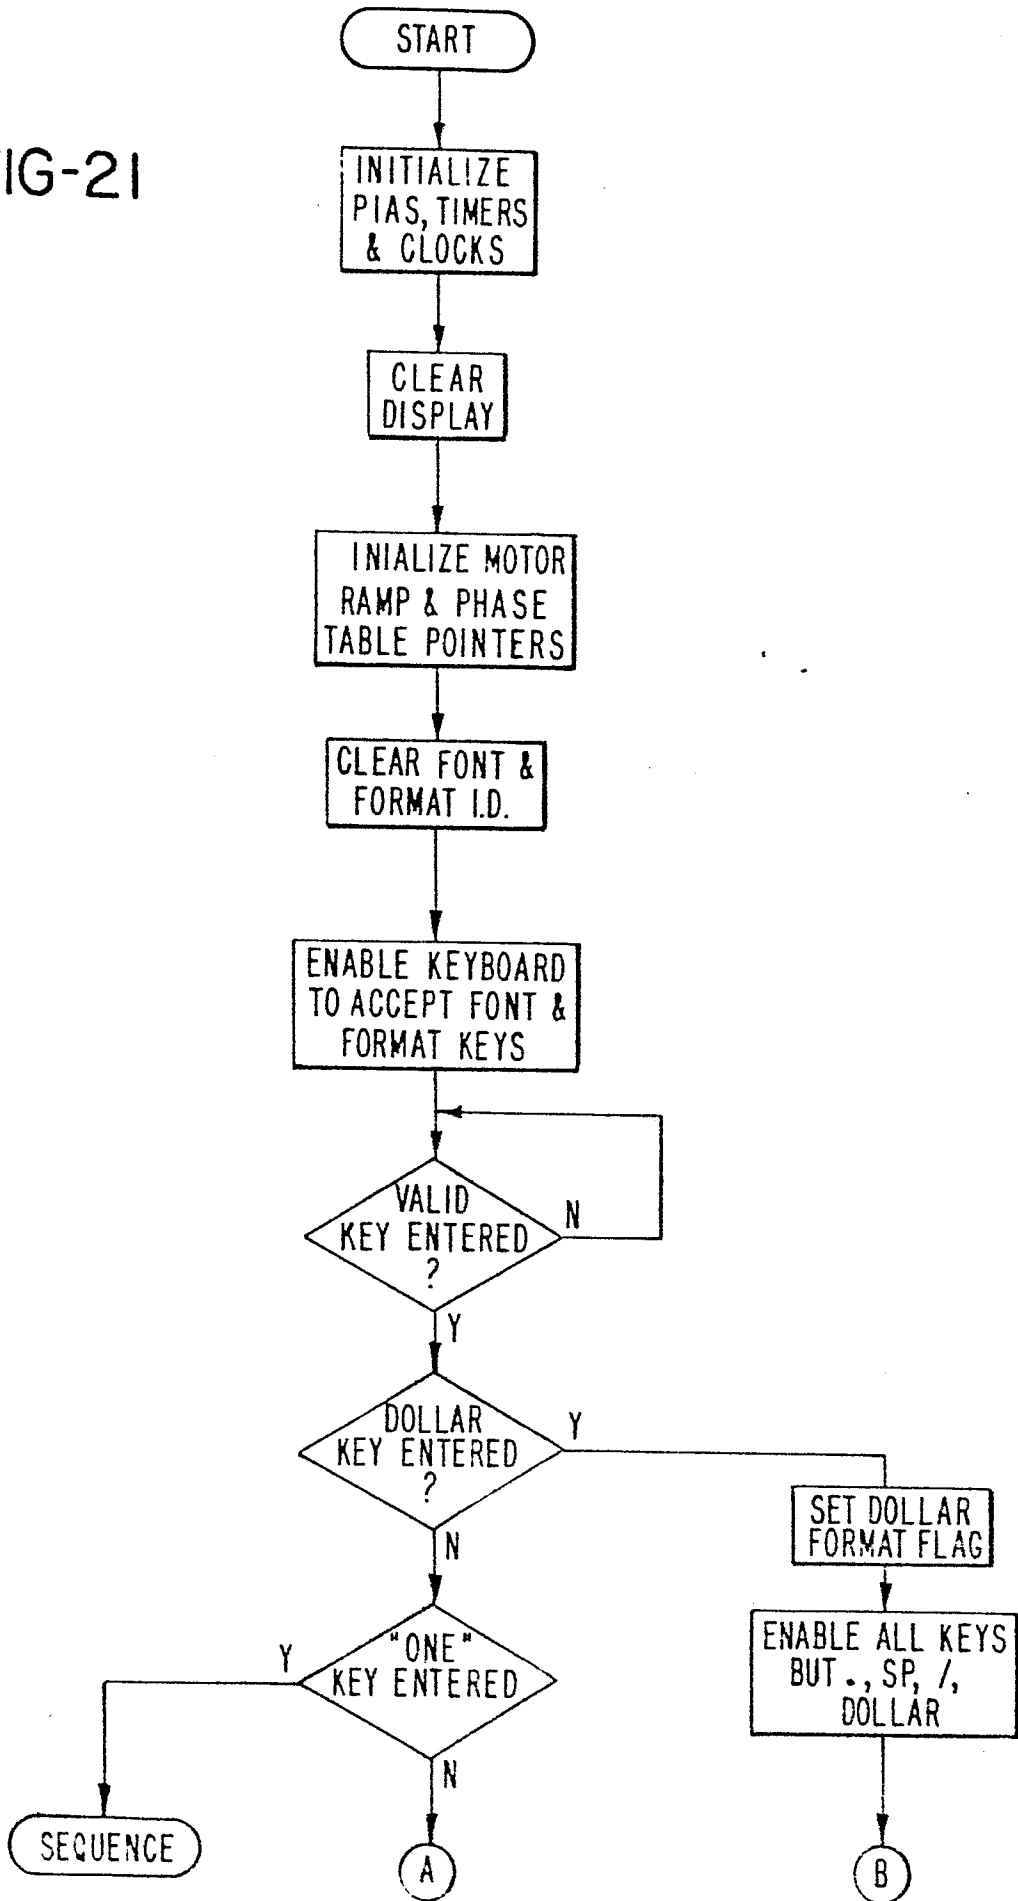 START
IG-21
INITIALIZE
PIAS, TIMERS
& CLOCKS
CLEAR
DISPLAY
INIALIZE MOTOR
RAMP & PHASE
TABLE POINTERS
CLEAR FONT &
FORMAT I.D.
ENABLE KEYBOARD
TO ACCEPT FONT &
FORMAT KEYS
VALID
KEY ENTERED
?
N
Y
DOLLAR
KEY ENTERED
?
Y
N
SET DOLLAR
FORMAT FLAG
"ONE"
KEY ENTERED
Y
N
ENABLE ALL KEYS
BUT ., SP, /,
DOLLAR
SEQUENCE
A
B